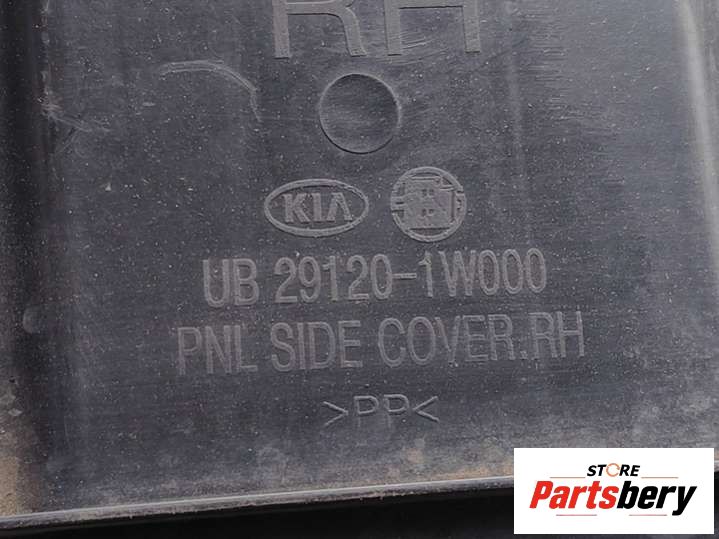 RH
KIA
UB 29120-1W000
PNL SIDE COVER.RH
>PP<
STORE
Partsbery